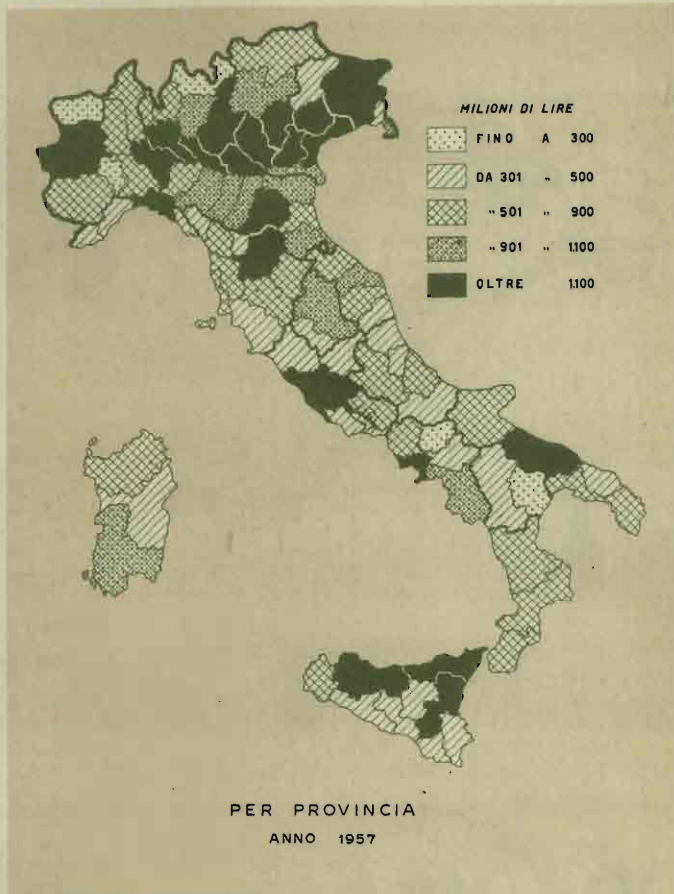 MILIONI DI LIRE
FINO A 300
DA 301 " 500
" 501 " 900
" 901 " 1.100
OLTRE 1.100
PER PROVINCIA
ANNO 1957